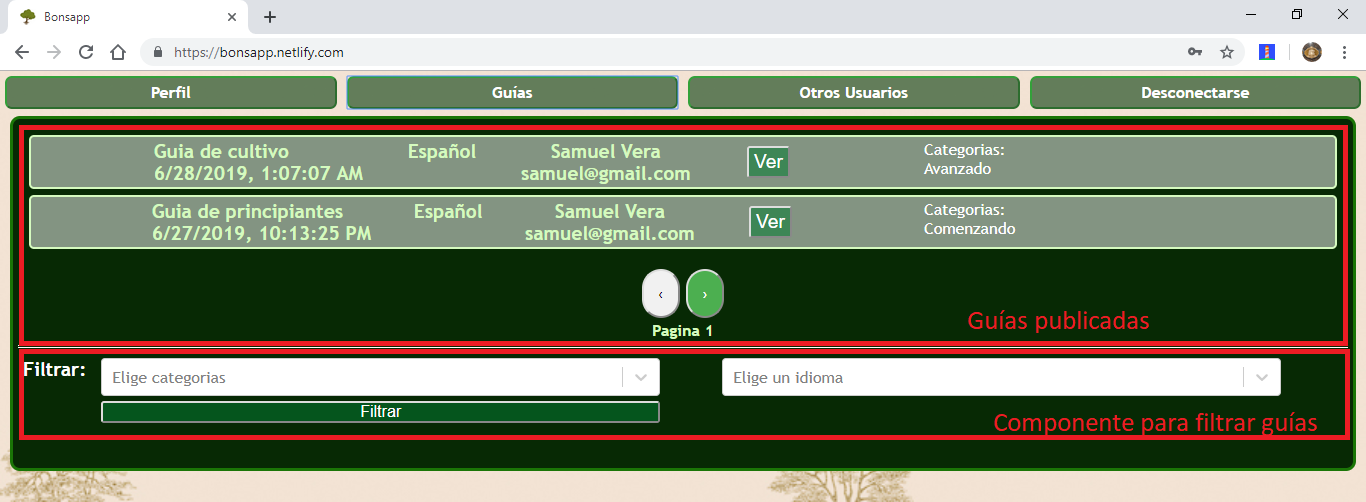 Bonsapp
https://bonsapp.netlify.com
Perfil Guías Otros Usuarios Desconectarse
Guia de cultivo Español Samuel Vera Ver Categorias:
6/28/2019, 1:07:07 AM samuel@gmail.com Avanzado
Guia de principiantes Español Samuel Vera Ver Categorias:
6/27/2019, 10:13:25 PM samuel@gmail.com Comenzando
‹ ›
Pagina 1
Guías publicadas
Filtrar: Elige categorias Elige un idioma
Filtrar
Componente para filtrar guías